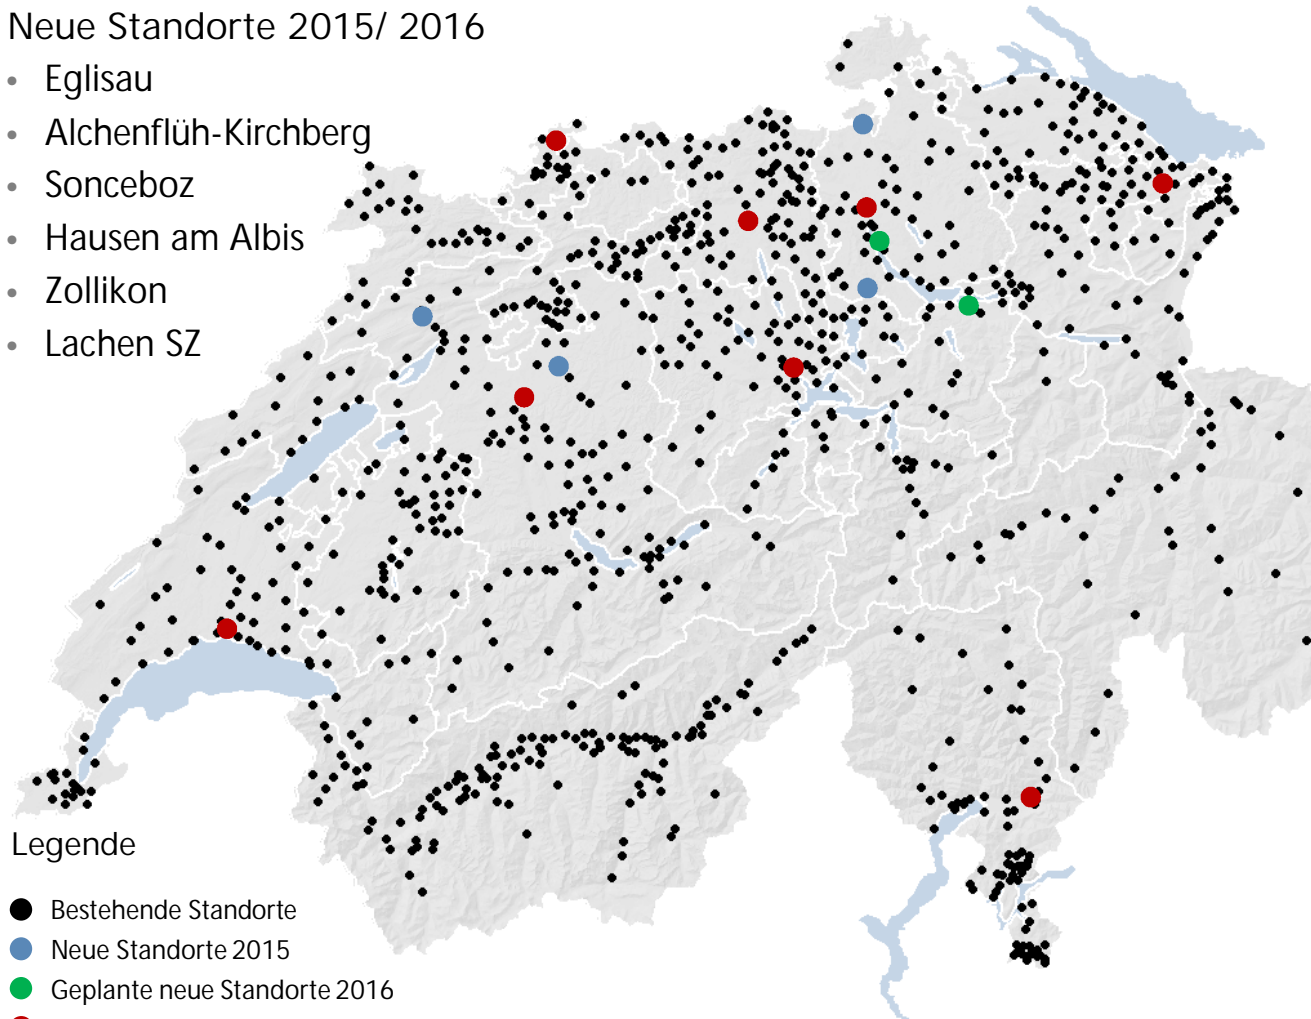 Neue Standorte 2015/ 2016
• Eglisau
• Alchenflüh-Kirchberg
• Sonceboz
• Hausen am Albis
• Zollikon
• Lachen SZ
Legende
Bestehende Standorte
Neue Standorte 2015
Geplante neue Standorte 2016